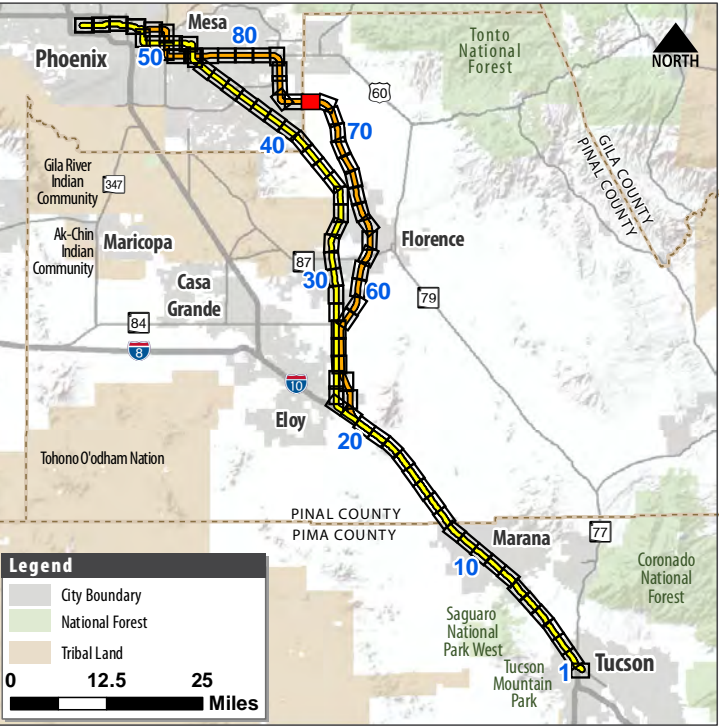 Mesa
80
Phoenix
50
Tonto
National
Forest
NORTH
60
70
40
GILA COUNTY
PINAL COUNTY
Gila River
Indian
Community
347
Ak-Chin
Indian
Community
Maricopa
Florence
87
30
60
Casa
Grande
79
84
8
10
Eloy
20
Tohono O'odham Nation
PINAL COUNTY
PIMA COUNTY
Marana
77
10
Coronado
National
Forest
Saguaro
National
Park West
Tucson
Mountain
Park
1
Tucson
Legend
City Boundary
National Forest
Tribal Land
0 12.5 25
Miles